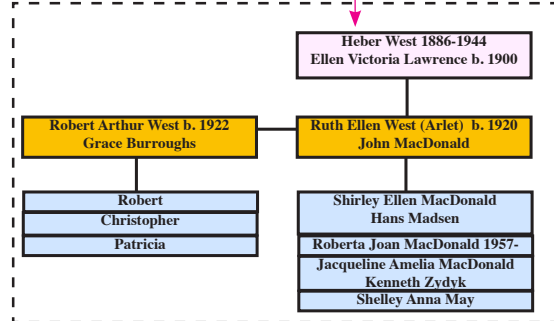 Heber West 1886-1944
Ellen Victoria Lawrence b. 1900
Robert Arthur West b. 1922
Grace Burroughs
Ruth Ellen West (Arlet) b. 1920
John MacDonald
Robert
Christopher
Patricia
Shirley Ellen MacDonald
Hans Madsen
Roberta Joan MacDonald 1957-
Jacqueline Amelia MacDonald
Kenneth Zydyk
Shelley Anna May